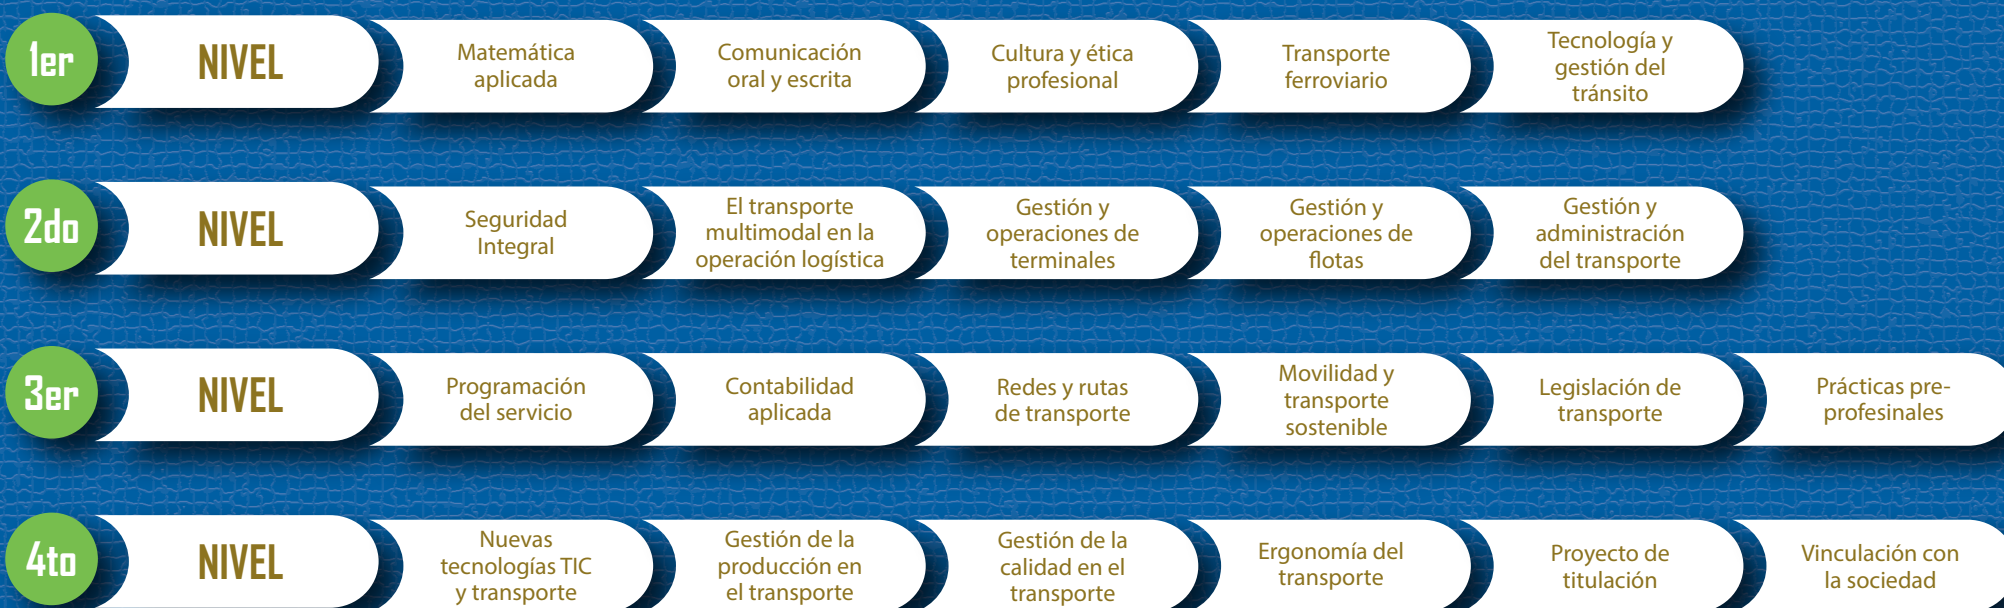 1er
NIVEL
Matemática
aplicada
Comunicación
oral y escrita
Cultura y ética
profesional
Transporte
ferroviario
Tecnología y
gestión del
tránsito
2do
NIVEL
Seguridad
Integral
El transporte
multimodal en la
operación logística
Gestión y
operaciones de
terminales
Gestión y
operaciones de
flotas
Gestión y
administración
del transporte
3er
NIVEL
Programación
del servicio
Contabilidad
aplicada
Redes y rutas
de transporte
Movilidad y
transporte
sostenible
Legislación de
transporte
Prácticas pre-
profesinales
4to
NIVEL
Nuevas
tecnologías TIC
y transporte
Gestión de la
producción en
el transporte
Gestión de la
calidad en el
transporte
Ergonomía del
transporte
Proyecto de
titulación
Vinculación con
la sociedad